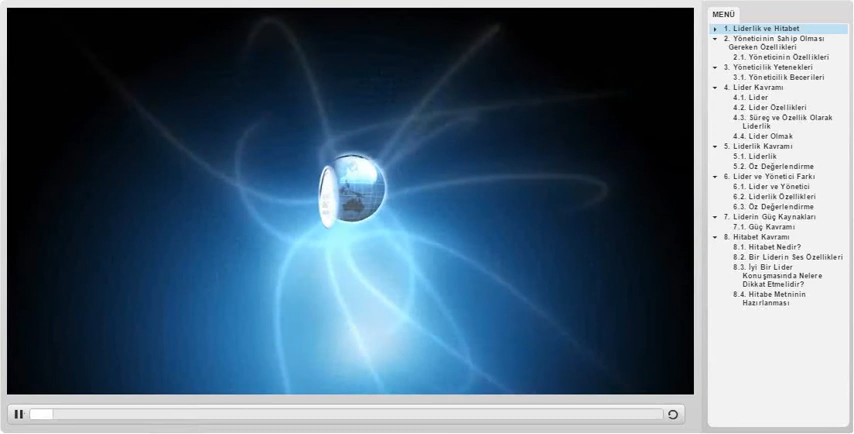 MENÜ
1. Liderlik ve Hitabet
2. Yöneticinin Sahip Olması
Gereken Özellikleri
2.1. Yöneticinin Özellikleri
3. Yöneticilik Yetenekleri
3.1. Yöneticilik Becerileri
4. Lider Kavramı
4.1. Lider
4.2. Lider Özellikleri
4.3. Süreç ve Özellik Olarak
Liderlik
4.4. Lider Olmak
5. Liderlik Kavramı
5.1. Liderlik
5.2. Öz Değerlendirme
6. Lider ve Yönetici Farkı
6.1. Lider ve Yönetici
6.2. Liderlik Özellikleri
6.3. Öz Değerlendirme
7. Liderin Güç Kaynakları
7.1. Güç Kavramı
8. Hitabet Kavramı
8.1. Hitabet Nedir?
8.2. Bir Liderin Ses Özellikleri
8.3. İyi Bir Lider
Konuşmasında Nelere
Dikkat Etmelidir?
8.4. Hitabe Metninin
Hazırlanması